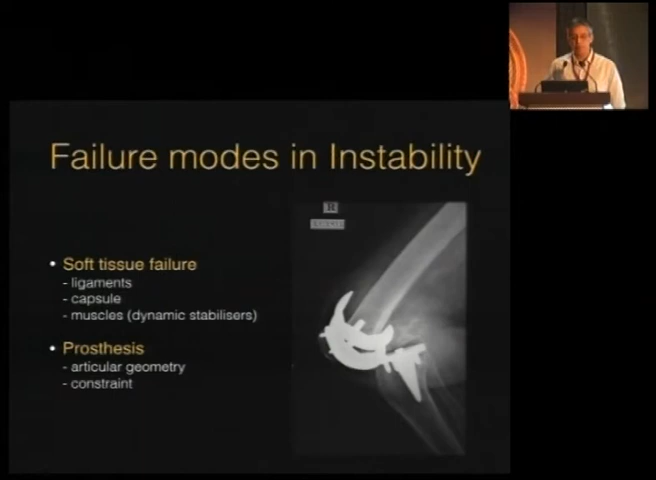 Failure modes in Instability
• Soft tissue failure
- ligaments
- capsule
- muscles (dynamic stabilisers)
• Prosthesis
- articular geometry
- constraint